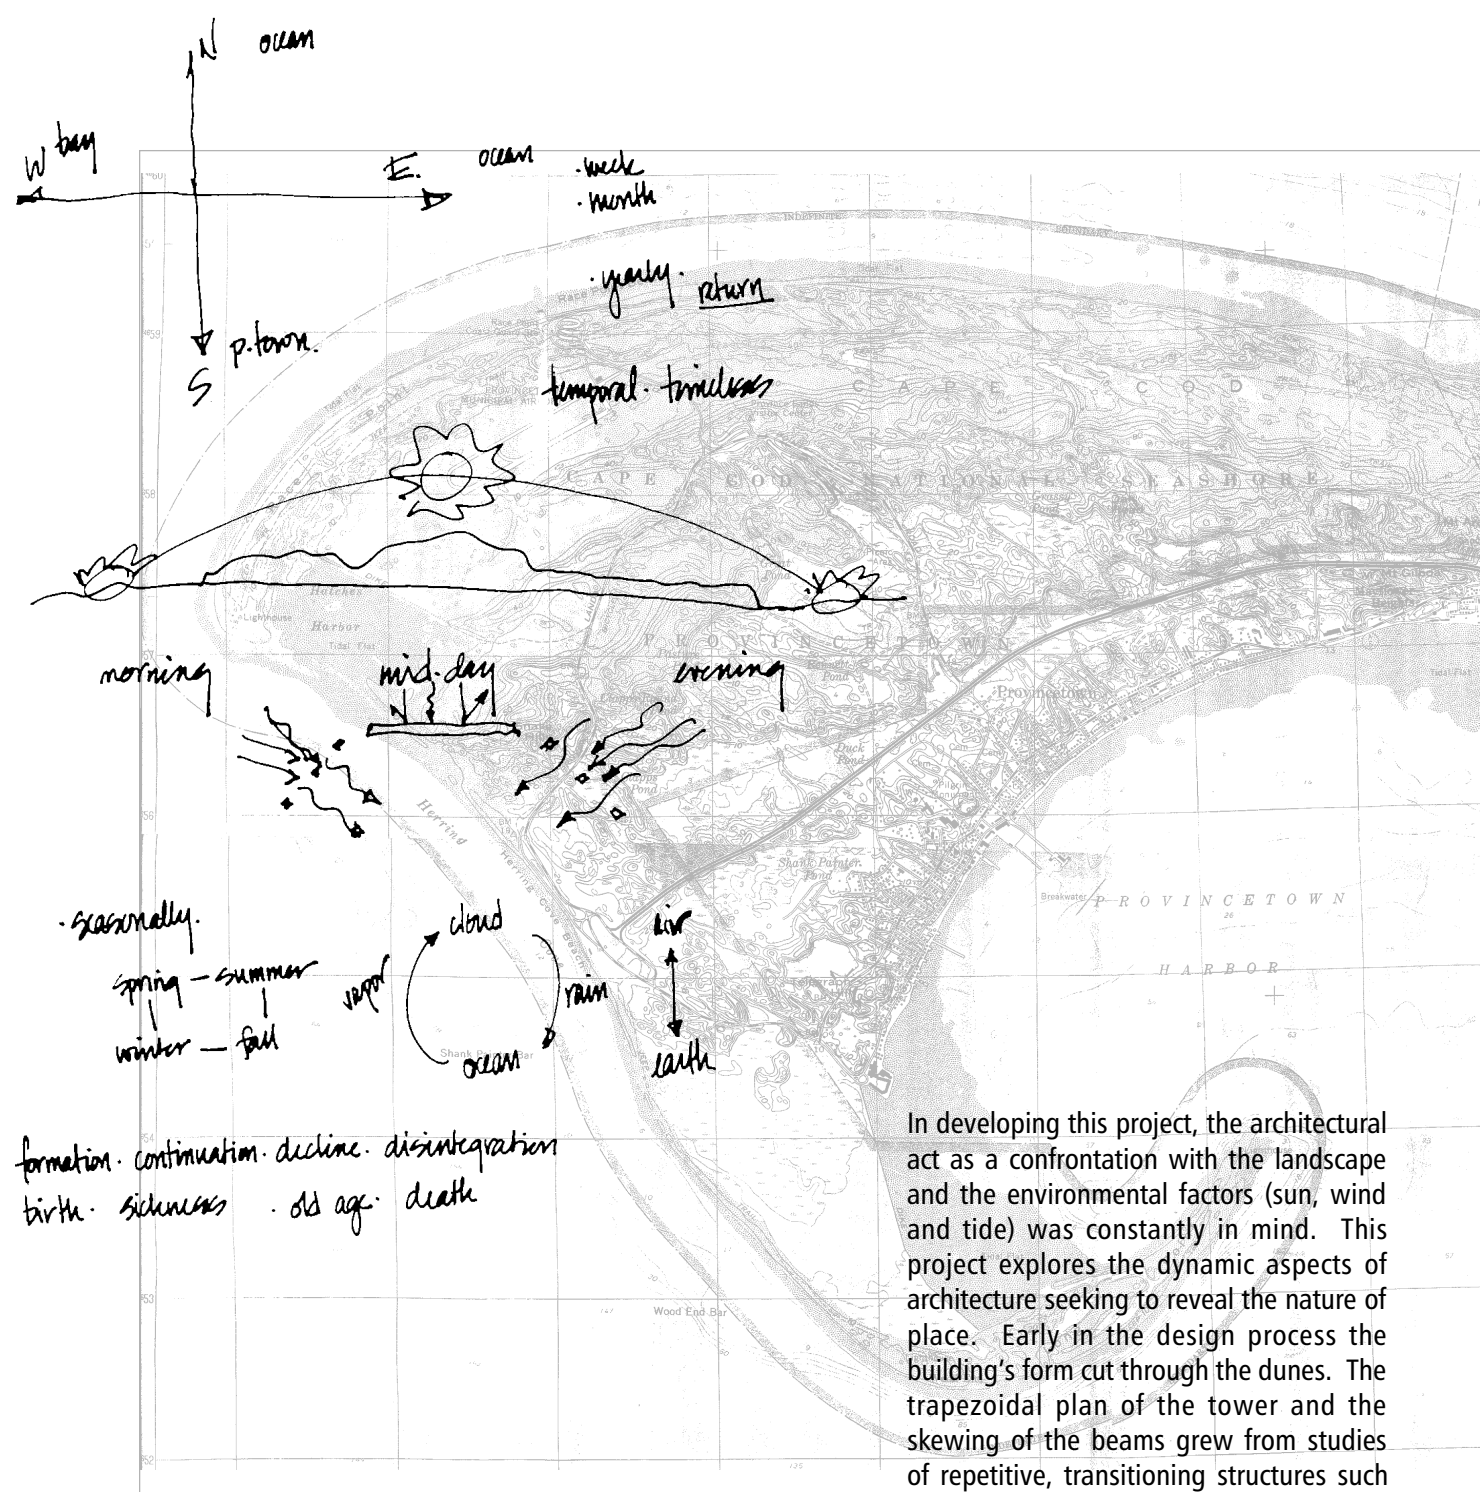 N ocean
W bay
E. ocean
· week
· month
· yearly · return
S p.town.
temporal · timeless
INDEFINITE
BOUNDARY
CAPE COD
CAPE COD NATIONAL SEASHORE
Hatches
Harbor
Tidal Flat
Lighthouse
PROVINCETOWN
Provincetown
Tidal Flat
morning
mid·day
evening
Duck
Pond
Herring
Shank Painter
Pond
Herring Cove Beach
Breakwater
PROVINCETOWN
HARBOR
· seasonally.
spring — summer
winter — fall
cloud
vapor
rain
ocean
air
earth
formation · continuation · decline · disintegration
birth · sickness · old age · death
Wood End Bar
In developing this project, the architectural
act as a confrontation with the landscape
and the environmental factors (sun, wind
and tide) was constantly in mind. This
project explores the dynamic aspects of
architecture seeking to reveal the nature of
place. Early in the design process the
building's form cut through the dunes. The
trapezoidal plan of the tower and the
skewing of the beams grew from studies
of repetitive, transitioning structures such